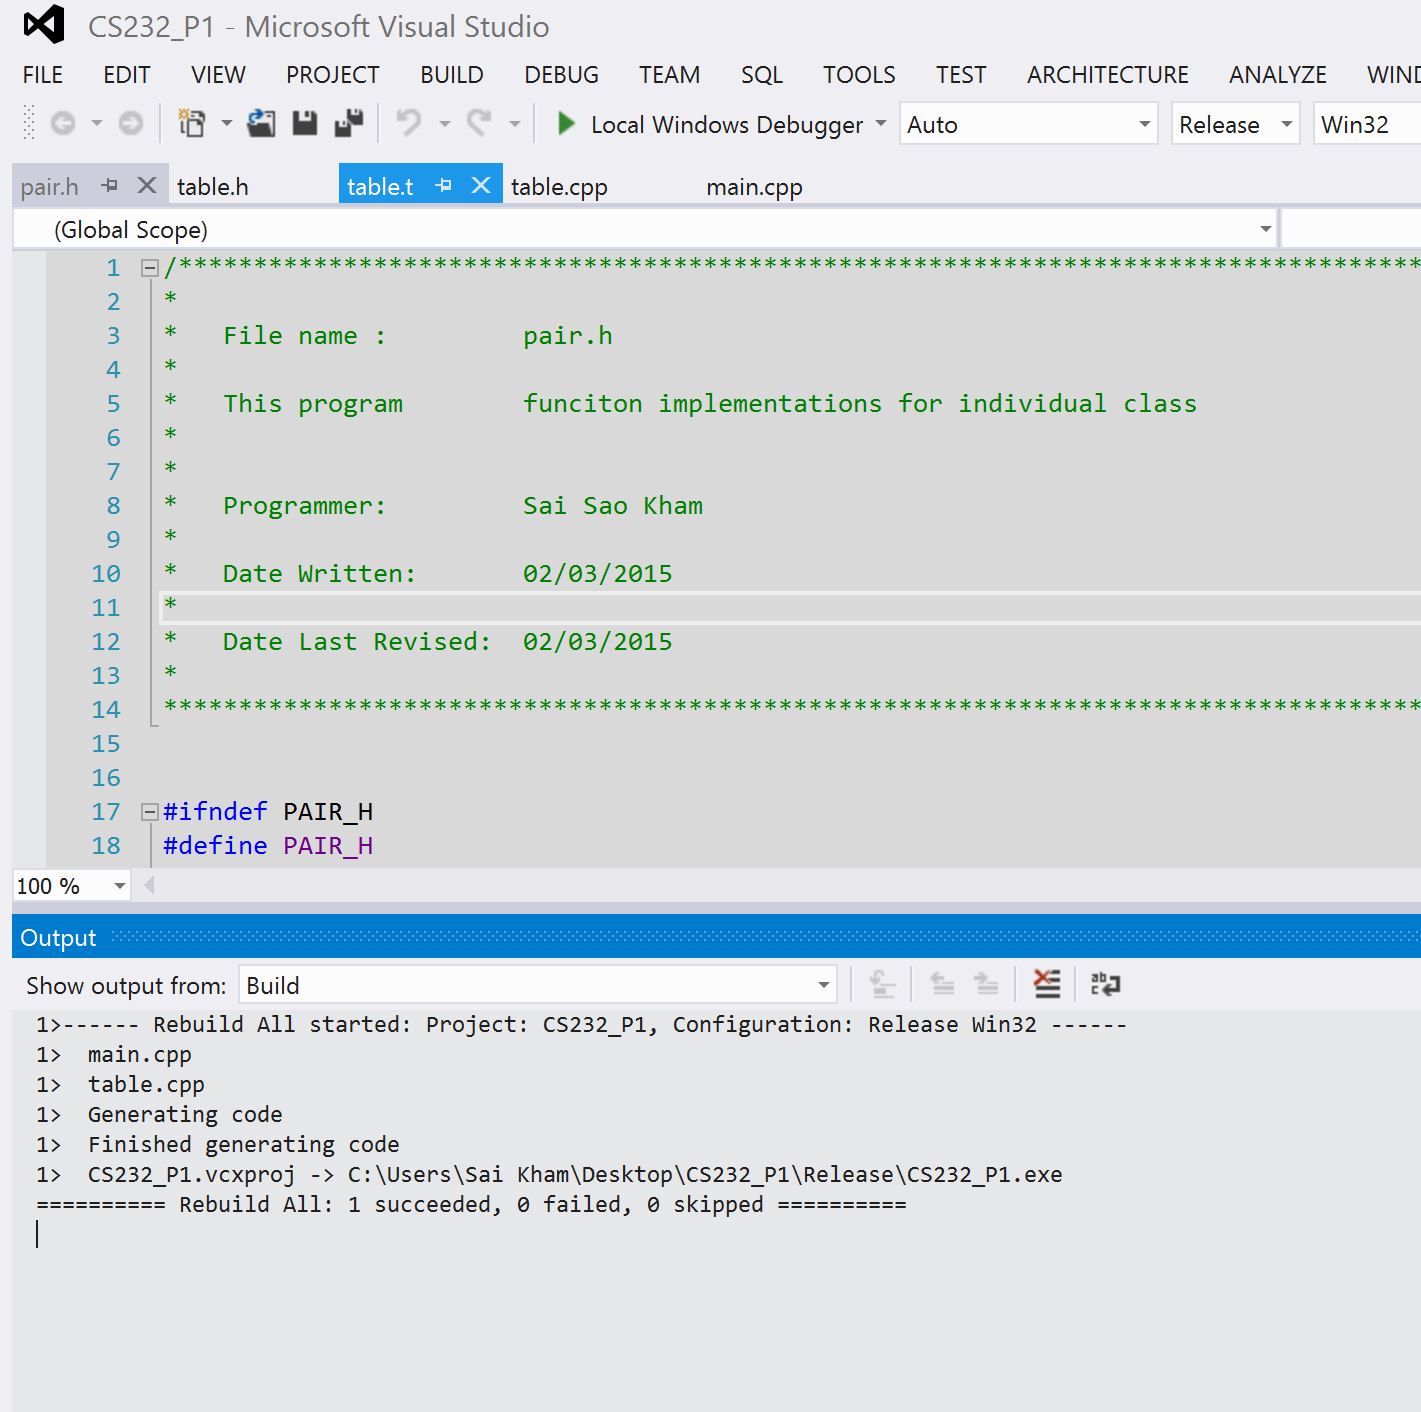 CS232_P1 - Microsoft Visual Studio
FILE EDIT VIEW PROJECT BUILD DEBUG TEAM SQL TOOLS TEST ARCHITECTURE ANALYZE
Local Windows Debugger Auto Release Win32
pair.h table.h table.t table.cpp main.cpp
(Global Scope)
1 /************************************************************************************
2 *
3 * File name : pair.h
4 *
5 * This program funciton implementations for individual class
6 *
7 *
8 * Programmer: Sai Sao Kham
9 *
10 * Date Written: 02/03/2015
11 *
12 * Date Last Revised: 02/03/2015
13 *
14 ************************************************************************************
15
16
17 #ifndef PAIR_H
18 #define PAIR_H
100 %
Output
Show output from: Build
1>------ Rebuild All started: Project: CS232_P1, Configuration: Release Win32 ------
1> main.cpp
1> table.cpp
1> Generating code
1> Finished generating code
1> CS232_P1.vcxproj -> C:\Users\Sai Kham\Desktop\CS232_P1\Release\CS232_P1.exe
========== Rebuild All: 1 succeeded, 0 failed, 0 skipped ==========